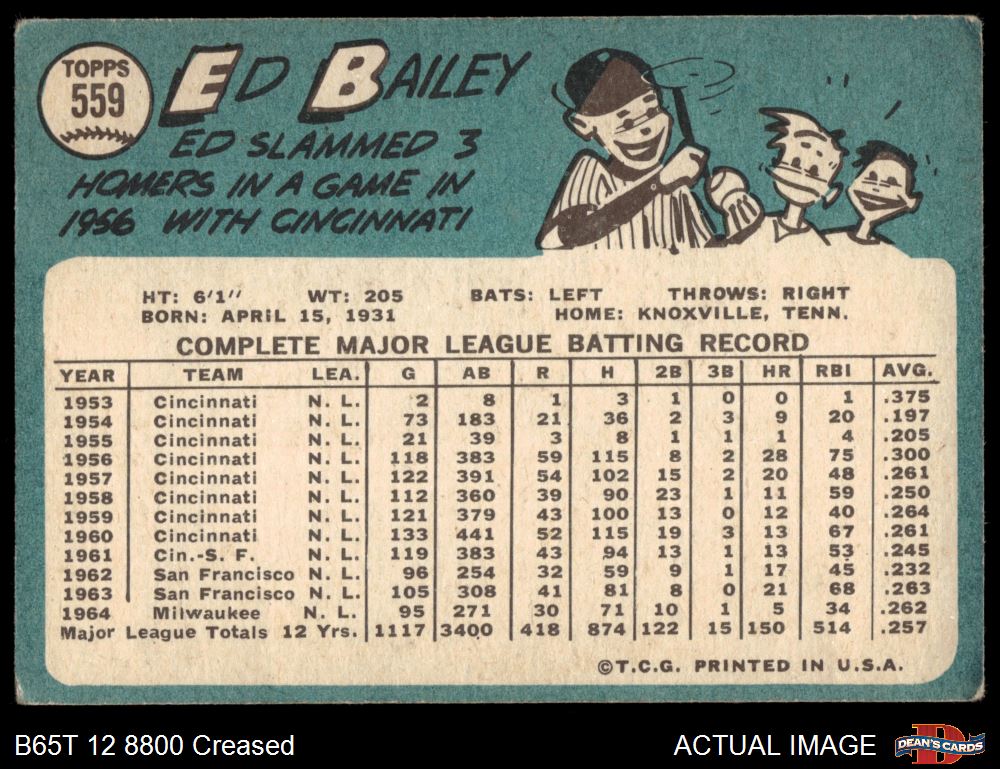 TOPPS
559
ED BAILEY
ED SLAMMED 3
HOMERS IN A GAME IN
1956 WITH CINCINNATI
HT: 6'1" WT: 205 BATS: LEFT THROWS: RIGHT
BORN: APRIL 15, 1931 HOME: KNOXVILLE, TENN.
COMPLETE MAJOR LEAGUE BATTING RECORD
YEAR TEAM LEA. G AB R H 2B 3B HR RBI AVG.
1953 Cincinnati N. L. 2 8 1 3 1 0 0 1 .375
1954 Cincinnati N. L. 73 183 21 36 2 3 9 20 .197
1955 Cincinnati N. L. 21 39 3 8 1 1 1 4 .205
1956 Cincinnati N. L. 118 383 59 115 8 2 28 75 .300
1957 Cincinnati N. L. 122 391 54 102 15 2 20 48 .261
1958 Cincinnati N. L. 112 360 39 90 23 1 11 59 .250
1959 Cincinnati N. L. 121 379 43 100 13 0 12 40 .264
1960 Cincinnati N. L. 133 441 52 115 19 3 13 67 .261
1961 Cin.-S. F. N. L. 119 383 43 94 13 1 13 53 .245
1962 San Francisco N. L. 96 254 32 59 9 1 17 45 .232
1963 San Francisco N. L. 105 308 41 81 8 0 21 68 .263
1964 Milwaukee N. L. 95 271 30 71 10 1 5 34 .262
Major League Totals 12 Yrs. 1117 3400 418 874 122 15 150 514 .257
©T.C.G. PRINTED IN U.S.A.
B65T 12 8800 Creased ACTUAL IMAGE
DEAN'S CARDS